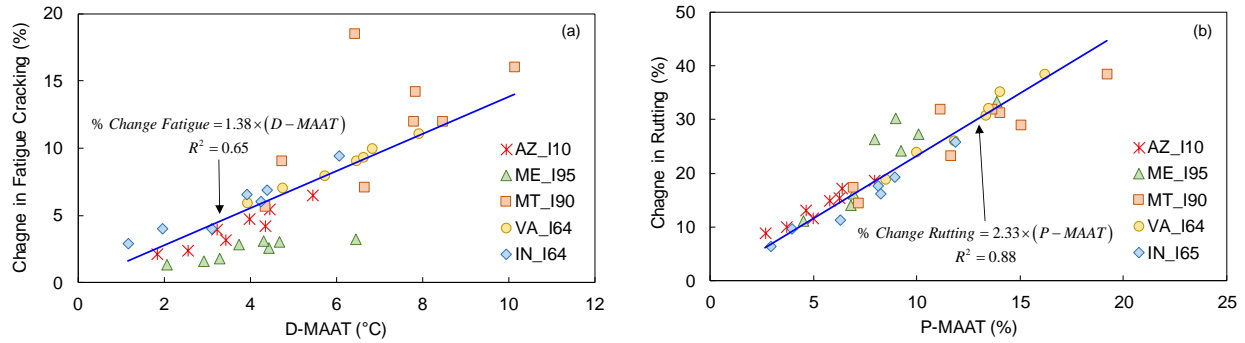 20
15
10
5
0
Chagne in Fatigue Cracking (%)
(a)
% Change Fatigue = 1.38×(D − MAAT)
R² = 0.65
AZ_I10
ME_I95
MT_I90
VA_I64
IN_I64
0 2 4 6 8 10 12
D-MAAT (°C)
50
40
30
20
10
0
Chagne in Rutting (%)
(b)
% Change Rutting = 2.33×(P − MAAT)
R² = 0.88
AZ_I10
ME_I95
MT_I90
VA_I64
IN_I65
0 5 10 15 20 25
P-MAAT (%)